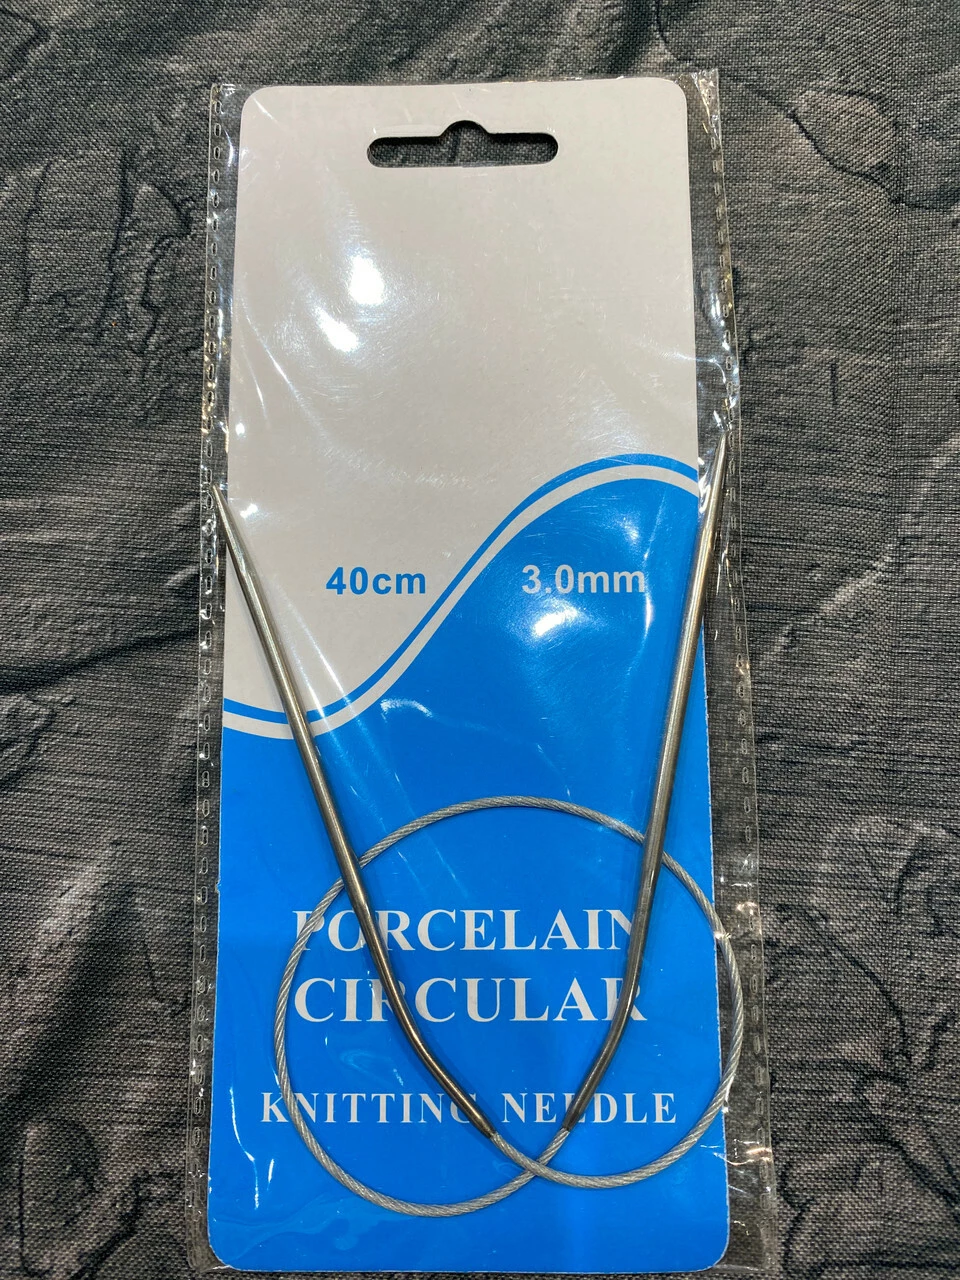 40cm 3.0mm
PORCELAIN
CIRCULAR
KNITTING NEEDLE